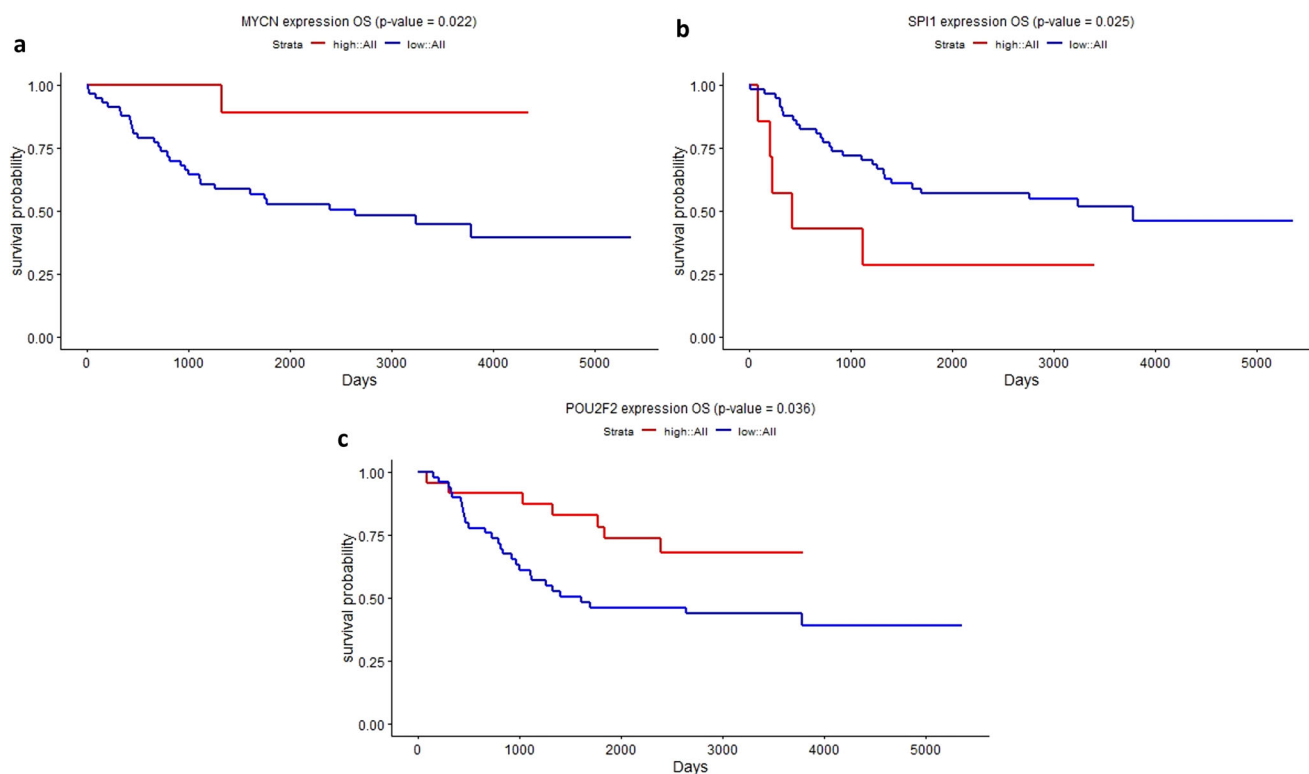 MYCN expression OS (p-value = 0.022)
a
Strata high::All low::All
1.00
0.75
0.50
0.25
0.00
survival probability
0 1000 2000 3000 4000 5000
Days
SPI1 expression OS (p-value = 0.025)
b
Strata high::All low::All
1.00
0.75
0.50
0.25
0.00
survival probability
0 1000 2000 3000 4000 5000
Days
POU2F2 expression OS (p-value = 0.036)
c
Strata high::All low::All
1.00
0.75
0.50
0.25
0.00
survival probability
0 1000 2000 3000 4000 5000
Days